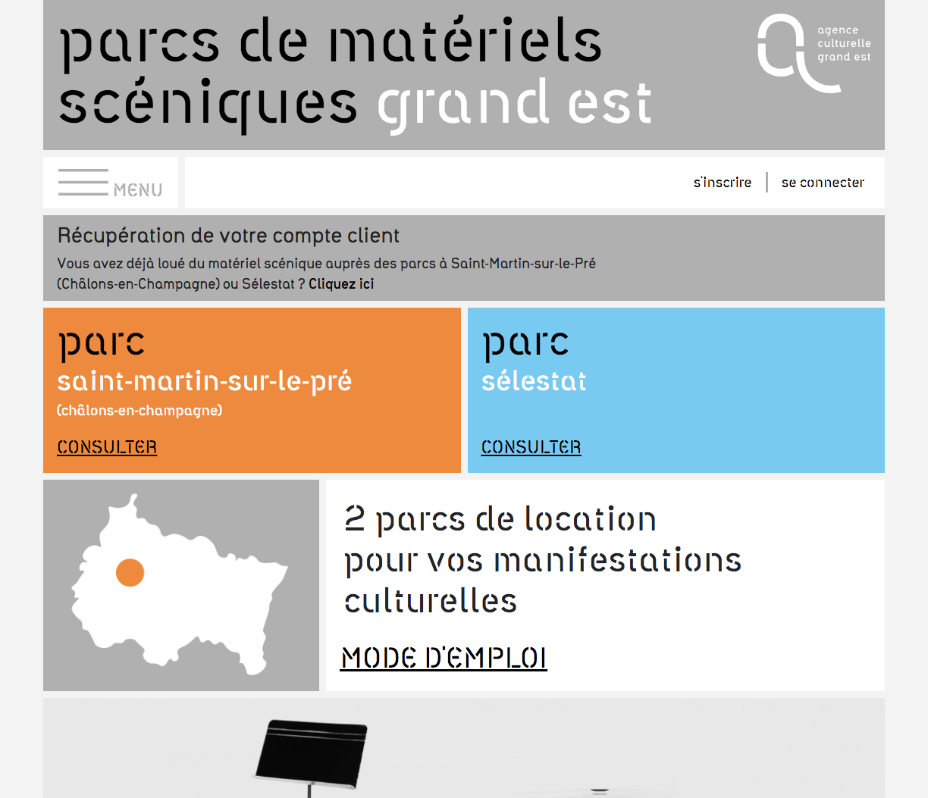 parcs de matériels
scéniques grand est
agence
culturelle
grand est
MENU
s'inscrire
se connecter
Récupération de votre compte client
Vous avez déjà loué du matériel scénique auprès des parcs à Saint-Martin-sur-le-Pré
(Châlons-en-Champagne) ou Sélestat ? Cliquez ici
parc
saint-martin-sur-le-pré
(châlons-en-champagne)
CONSULTER
parc
sélestat
CONSULTER
2 parcs de location
pour vos manifestations
culturelles
MODE D'EMPLOI